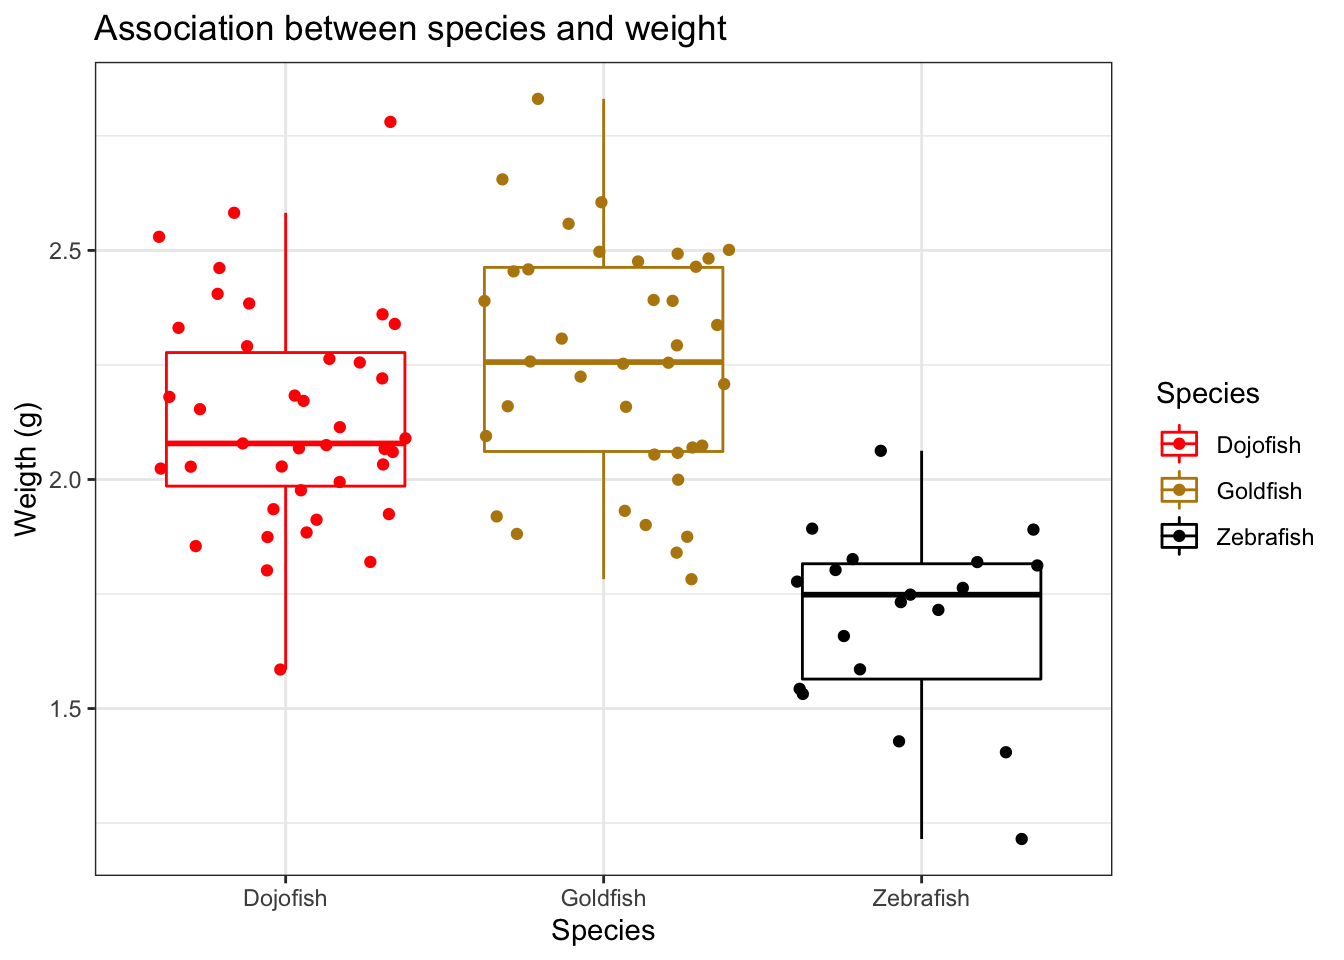 Association between species and weight
Weigth (g)
2.5
2.0
1.5
Dojofish
Goldfish
Zebrafish
Species
Species
Dojofish
Goldfish
Zebrafish